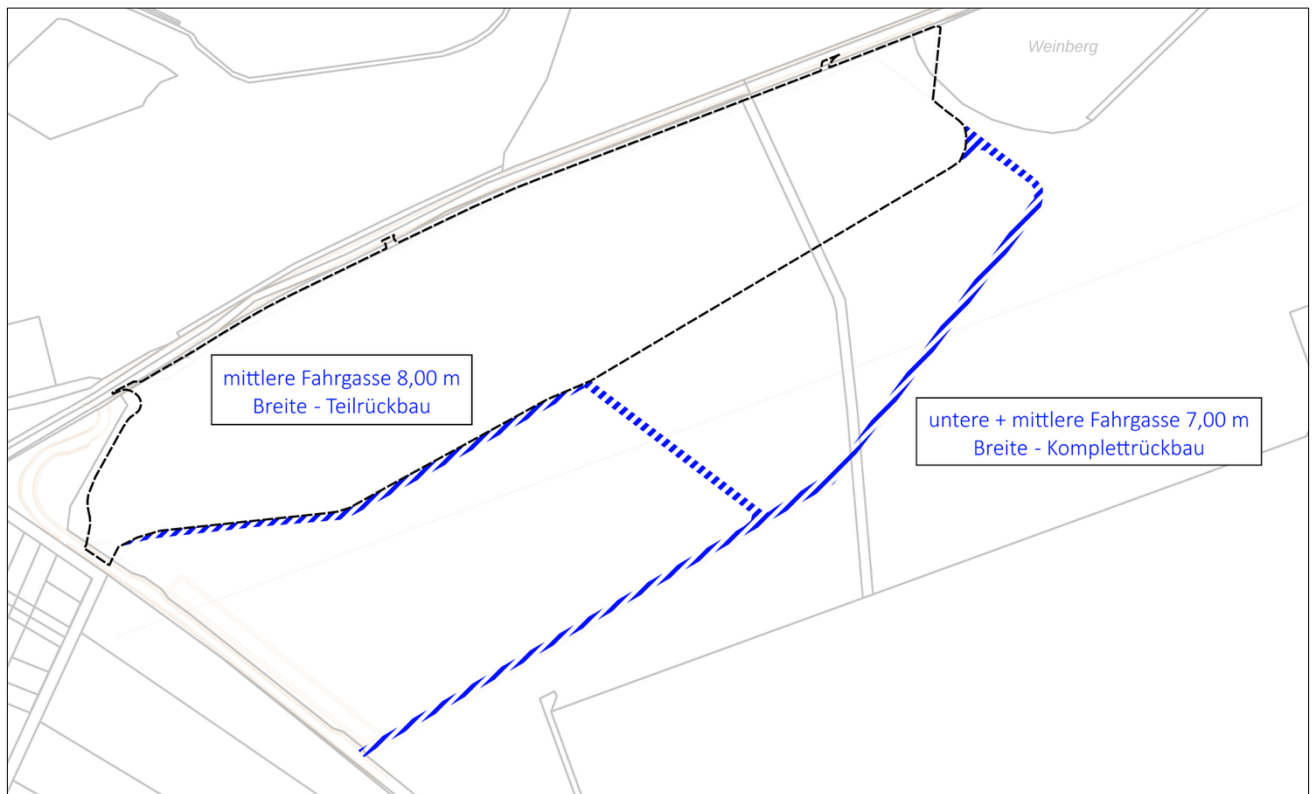 Weinberg
mittlere Fahrgasse 8,00 m
Breite - Teilrückbau
untere + mittlere Fahrgasse 7,00 m
Breite - Komplettrückbau